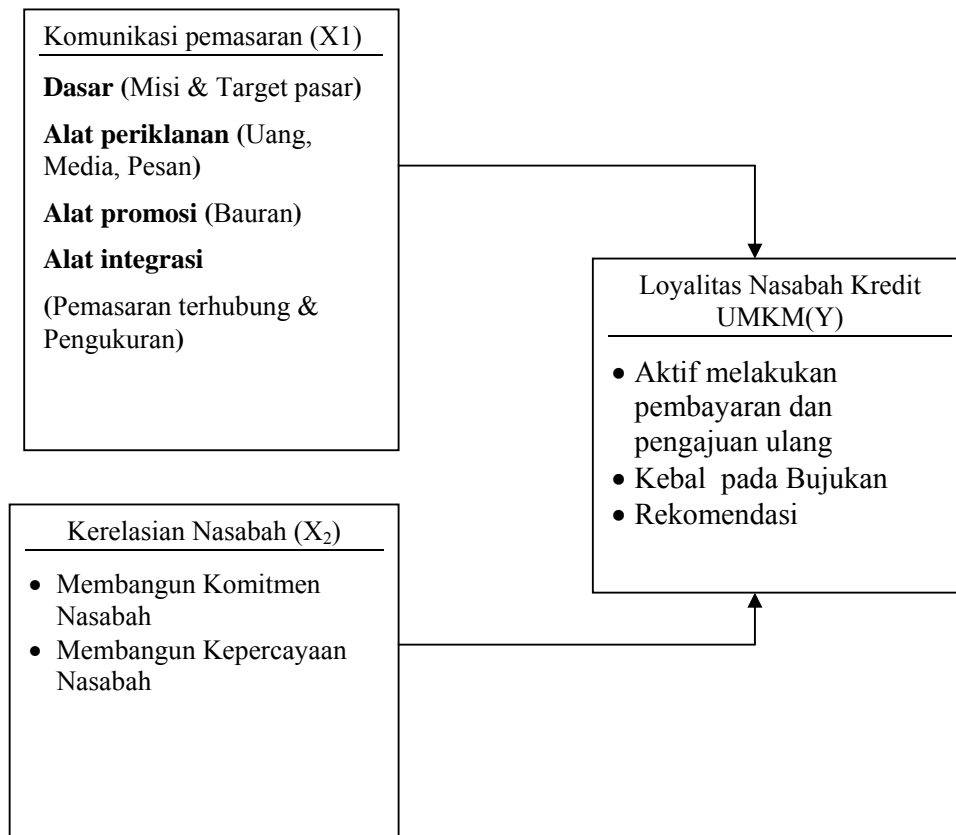 Komunikasi pemasaran (X1)
Dasar (Misi & Target pasar)
Alat periklanan (Uang,
Media, Pesan)
Alat promosi (Bauran)
Alat integrasi
(Pemasaran terhubung &
Pengukuran)
Loyalitas Nasabah Kredit
UMKM(Y)
• Aktif melakukan
pembayaran dan
pengajuan ulang
• Kebal pada Bujukan
• Rekomendasi
Kerelasian Nasabah (X₂)
• Membangun Komitmen
Nasabah
• Membangun Kepercayaan
Nasabah